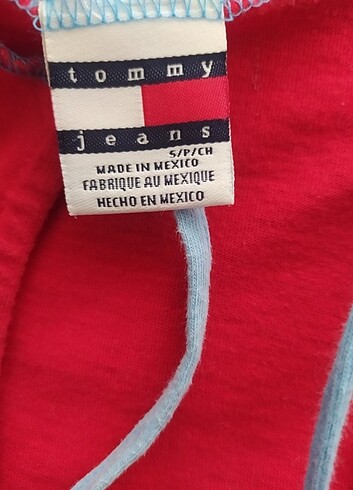 tommy
jeans
S/P/CH
MADE IN MEXICO
FABRIQUE AU MEXIQUE
HECHO EN MEXICO